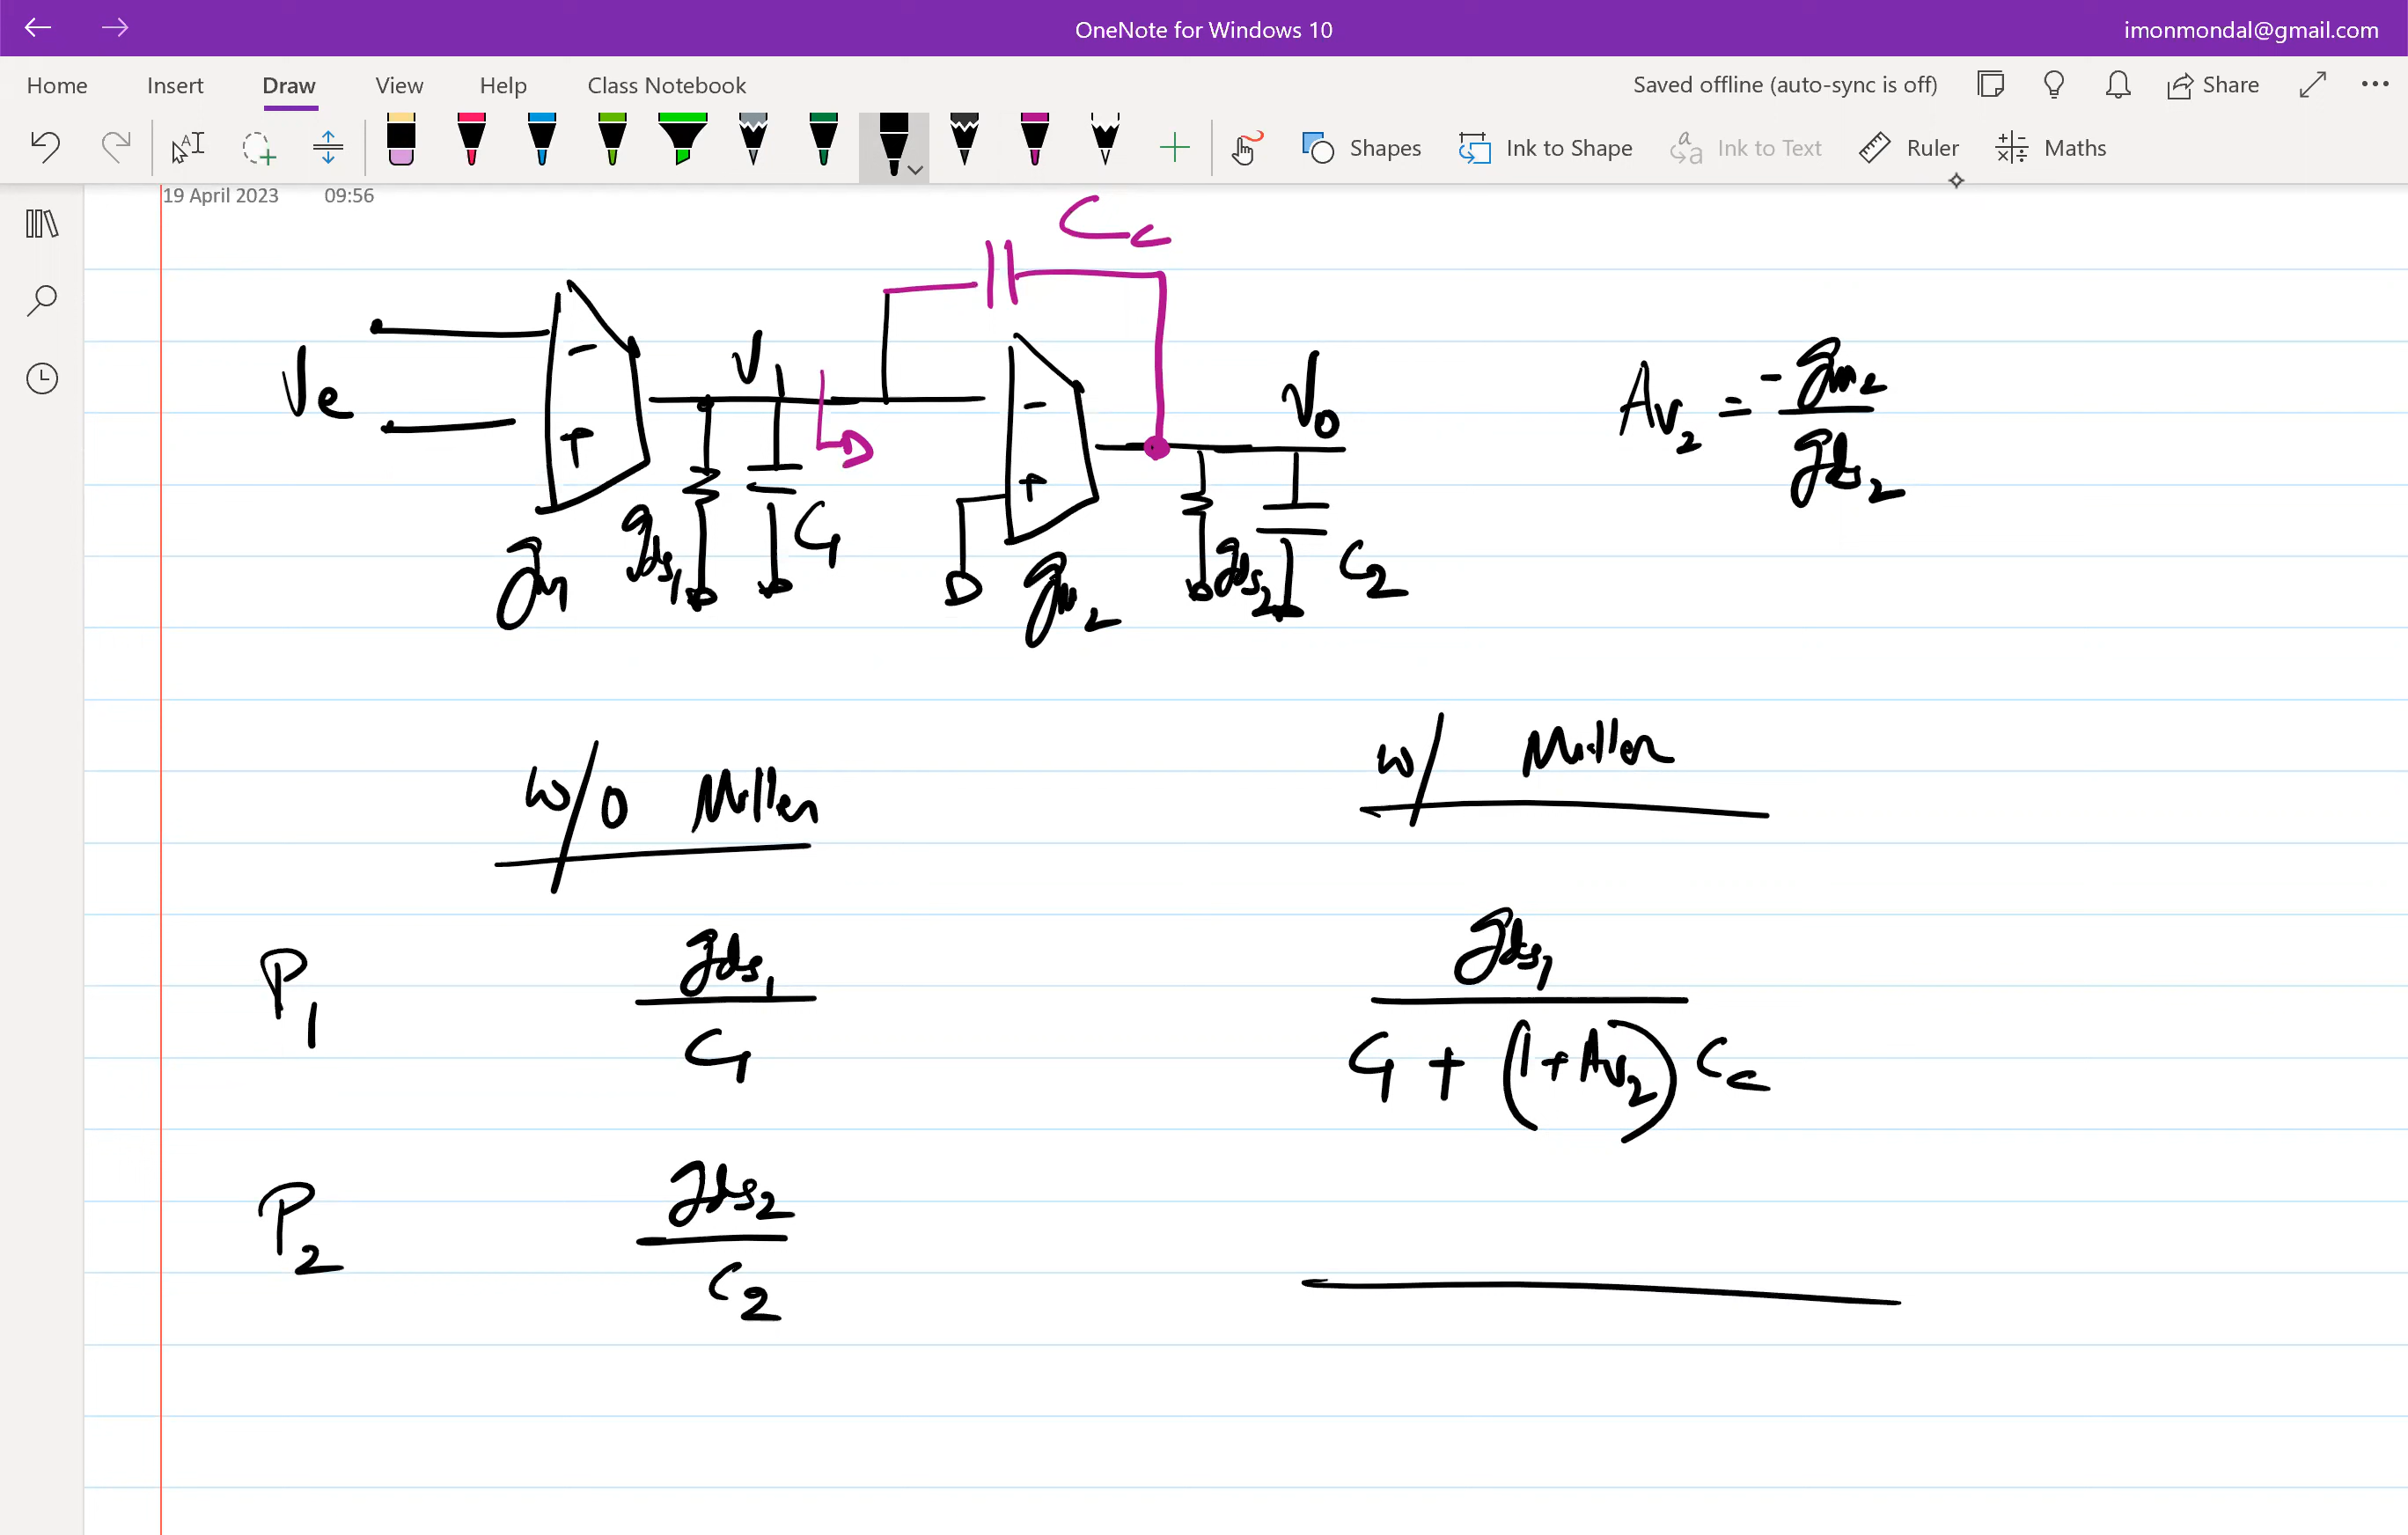 OneNote for Windows 10
imonmondal@gmail.com
Home Insert Draw View Help Class Notebook
Saved offline (auto-sync is off) Share
Shapes Ink to Shape Ink to Text Ruler Maths
19 April 2023 09:56
Cc
Ve - + gm1 gds1 V1 C1
- + gm2 Vo gds2 C2
Av2 = -gm2 / gds2
w/o Miller
w/ Miller
P1 gds1 / C1
gds1 / C1 + (1+Av2) Cc
P2 gds2 / C2